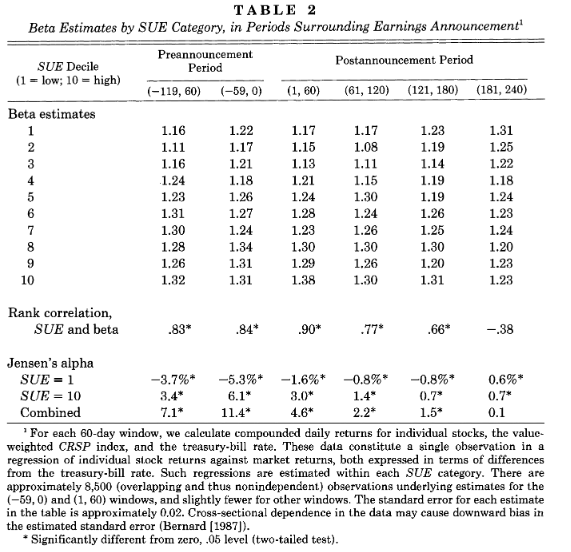 TABLE 2
Beta Estimates by SUE Category, in Periods Surrounding Earnings Announcement¹
SUE Decile
(1 = low; 10 = high)
Preannouncement
Period
Postannouncement Period
(−119, 60) (−59, 0) (1, 60) (61, 120) (121, 180) (181, 240)
Beta estimates
1 1.16 1.22 1.17 1.17 1.23 1.31
2 1.11 1.17 1.15 1.08 1.19 1.25
3 1.16 1.21 1.13 1.11 1.14 1.22
4 1.24 1.18 1.21 1.15 1.19 1.18
5 1.23 1.26 1.24 1.30 1.19 1.24
6 1.31 1.27 1.28 1.24 1.26 1.23
7 1.30 1.24 1.23 1.26 1.25 1.24
8 1.28 1.34 1.30 1.30 1.30 1.20
9 1.26 1.31 1.29 1.26 1.20 1.23
10 1.32 1.31 1.38 1.30 1.31 1.23
Rank correlation,
SUE and beta .83* .84* .90* .77* .66* −.38
Jensen's alpha
SUE = 1 −3.7%* −5.3%* −1.6%* −0.8%* −0.8%* 0.6%*
SUE = 10 3.4* 6.1* 3.0* 1.4* 0.7* 0.7*
Combined 7.1* 11.4* 4.6* 2.2* 1.5* 0.1
¹ For each 60-day window, we calculate compounded daily returns for individual stocks, the value-
weighted CRSP index, and the treasury-bill rate. These data constitute a single observation in a
regression of individual stock returns against market returns, both expressed in terms of differences
from the treasury-bill rate. Such regressions are estimated within each SUE category. There are
approximately 8,500 (overlapping and thus nonindependent) observations underlying estimates for the
(−59, 0) and (1, 60) windows, and slightly fewer for other windows. The standard error for each estimate
in the table is approximately 0.02. Cross-sectional dependence in the data may cause downward bias in
the estimated standard error (Bernard [1987]).
* Significantly different from zero, .05 level (two-tailed test).